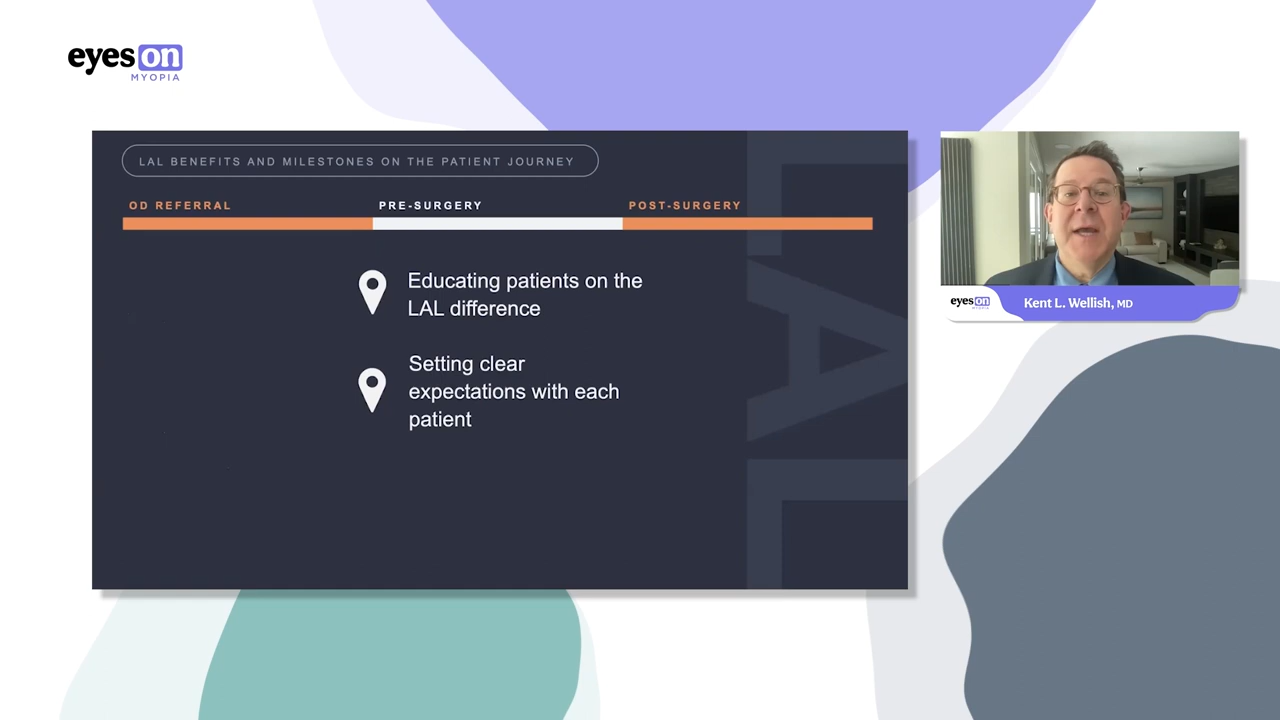 eyes on
MYOPIA
LAL BENEFITS AND MILESTONES ON THE PATIENT JOURNEY
OD REFERRAL
PRE-SURGERY
POST-SURGERY
Educating patients on the
LAL difference
Setting clear
expectations with each
patient
LAL
eyes on
MYOPIA
Kent L. Wellish, MD